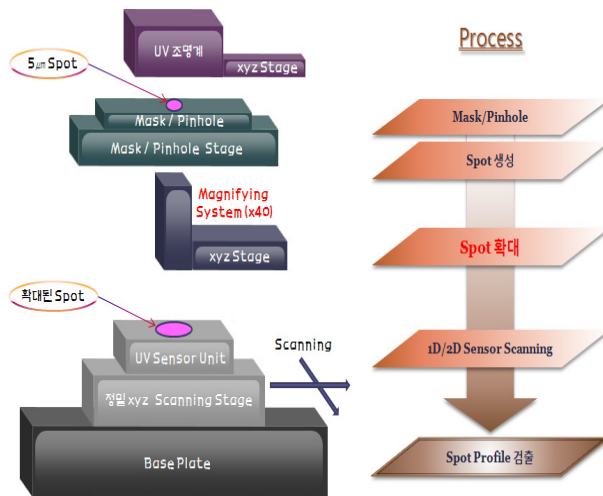 UV 조명계
xyz Stage
5㎛ Spot
Mask / Pinhole
Mask / Pinhole Stage
Magnifying
System (x40)
xyz Stage
확대된 Spot
UV Sensor Unit
정밀 xyz Scanning Stage
Base Plate
Scanning
Process
Mask/Pinhole
Spot 생성
Spot 확대
1D/2D Sensor Scanning
Spot Profile 검출